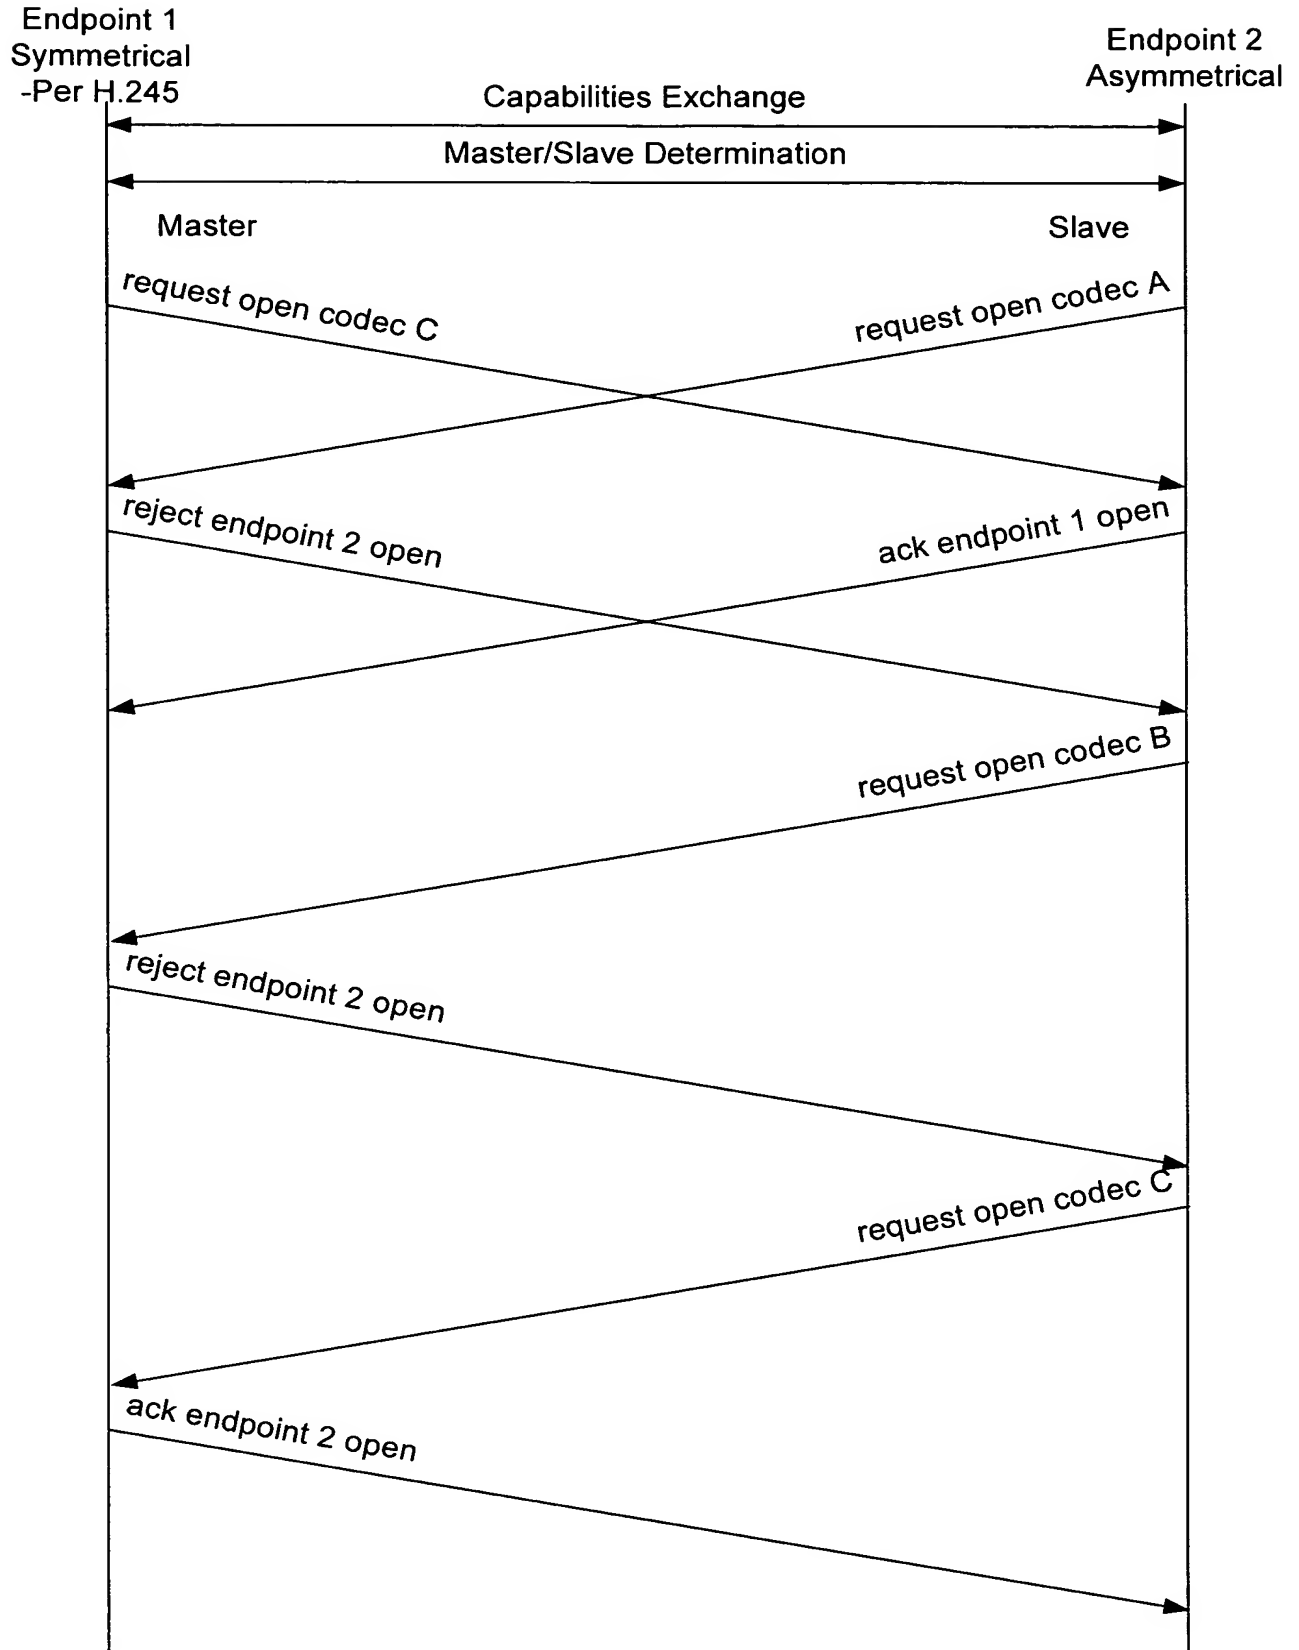 Endpoint 1
Symmetrical
-Per H.245
Endpoint 2
Asymmetrical
Capabilities Exchange
Master/Slave Determination
Master
Slave
request open codec C
request open codec A
reject endpoint 2 open
ack endpoint 1 open
request open codec B
reject endpoint 2 open
request open codec C
ack endpoint 2 open